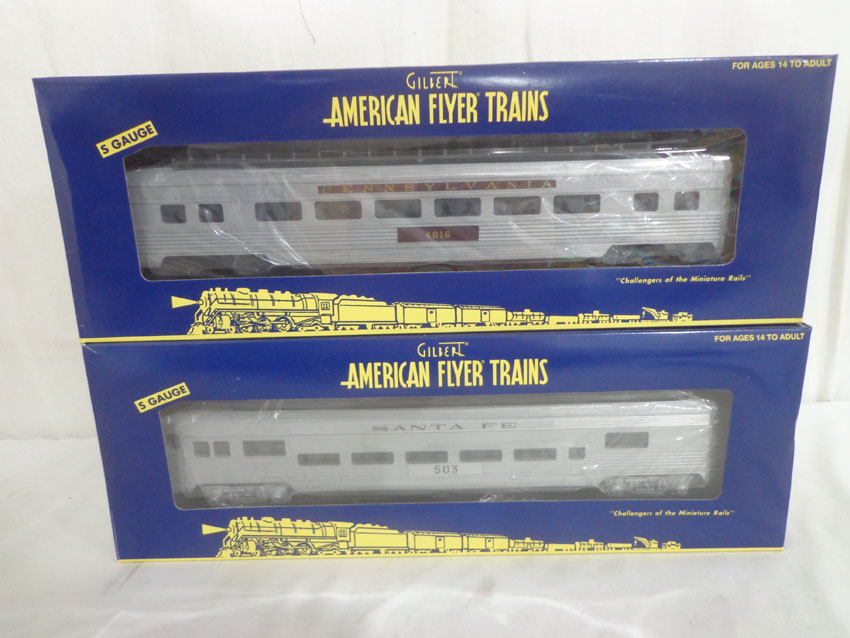 GILBERT®
AMERICAN FLYER® TRAINS
FOR AGES 14 TO ADULT
S GAUGE
PENNSYLVANIA
4616
"Challengers of the Miniature Rails"
GILBERT®
AMERICAN FLYER® TRAINS
FOR AGES 14 TO ADULT
S GAUGE
SANTA FE
503
"Challengers of the Miniature Rails"